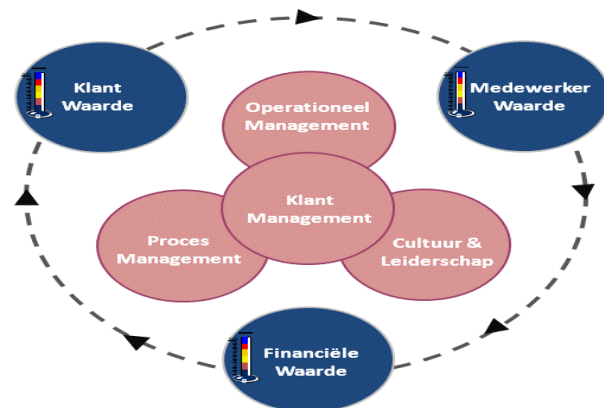 Klant
Waarde
Medewerker
Waarde
Operationeel
Management
Klant
Management
Proces
Management
Cultuur &
Leiderschap
Financiële
Waarde